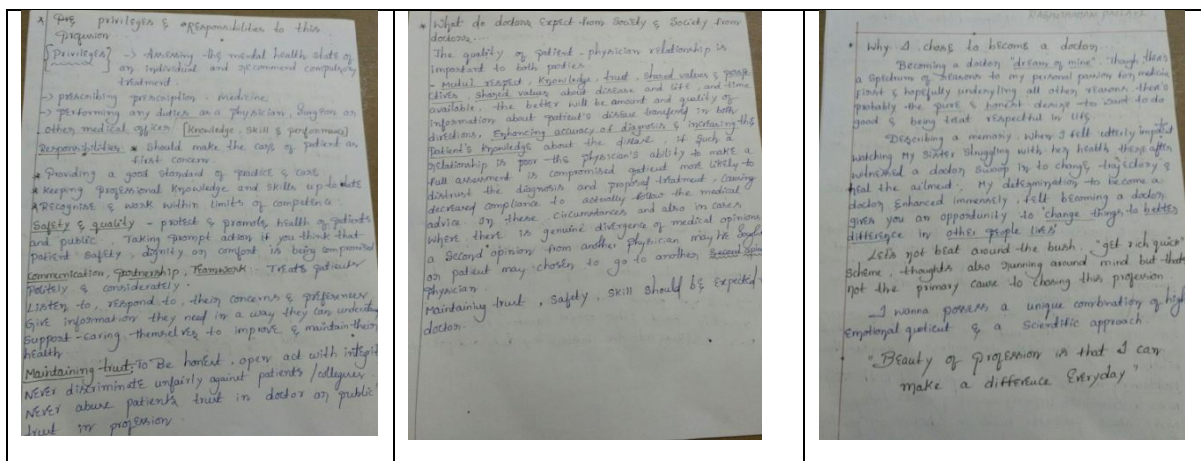 * Pre privileges & *Responsibilities to this
Profession
[Privileges] -> Assessing the mental health state of
an individual and recommend compulsory
treatment.
-> prescribing prescription medicine
-> performing any duties as a physician, Surgeon or
other medical officer [Knowledge, skill & performance]
Responsibilities * Should make the care of patient as
first concern.
* Providing a good standard of practice & care
* Keeping professional Knowledge and skills up to date
* Recognise & work within limits of competence
Safety & quality - protect & promote health of patients
and public. Taking prompt action if you think that
patient safety, dignity or comfort is being compromised
Communication, partnership, Teamwork. Treats patients
politely & considerately.
Listen to, respond to, their concerns & preferences
Give information they need in a way they can understand
Support - caring themselves to improve & maintain their
health
Maintaining trust: To Be honest, open act with integrit
NEVER discriminate unfairly against patients /collegues
Never abuse patients trust in doctor or public
trust in profession
* What do doctors Expect from Society & Society from
doctors...
The quality of patient - physician relationship is
important to both parties
- Mutul respect, Knowledge, trust, shared values &
ctives shared values about disease and life, and time
available, the better will be amount and quality of
information about patient's disease transfered in both
directions, Enhancing accuracy of diagnosis & increasing the
Patient's Knowledge about the disease. If such a
relationship is poor the physician's ability to make a
full assessment is compromised patient most likely to
distrust the diagnosis and proposed treatment, causing
decreased compliance to actually follow the medical
advice. In these circumstances and also in cases
where there is genuine divergence of medical opinions
a Second opinion from another physician may be sought
or patient may chosen to go to another
physician
Maintaining trust, safety, skill should be expected
doctor.
* Why I chose to become a doctor...
"Becoming a doctor "dream of mine". Though there
a spectrum of reasons to my personal passion for medicin
first & hopefully underlying all other reasons there's
probably the pure & honest desire to want to do
good & being treat respectful in life.
Describing a memory, When I felt utterly impotent
watching My sister struggling with her health there after
witnessed a doctor swoop in to change trajectory &
heal the ailment. My determination to become a
doctor Enhanced immensely, felt becoming a doctor
gives you an opportunity to "change things to better
difference in other people lives"
Let's not beat around the bush, "get rich quick"
Scheme, thoughts also running around mind but that's
not the primary cause to chosing this profession.
- I wanna possess a unique combination of high
Emotional quotient & a Scientific approach
"Beauty of profession is that I can
make a difference Everyday"